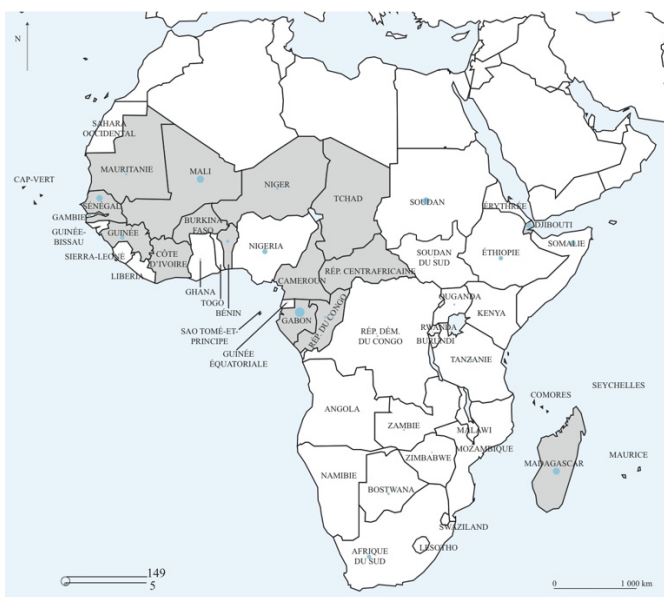 N
SAHARA
OCCIDENTAL
MAURITANIE
MALI
NIGER
TCHAD
SOUDAN
ÉRYTHRÉE
CAP-VERT
SÉNÉGAL
GAMBIE
GUINÉE-
BISSAU
GUINÉE
BURKINA
FASO
DJIBOUTI
SIERRA-LEONE
CÔTE
D'IVOIRE
NIGERIA
SOUDAN
DU SUD
ÉTHIOPIE
SOMALIE
LIBERIA
GHANA
TOGO
BÉNIN
CAMEROUN
RÉP. CENTRAFRICAINE
SAO TOMÉ-ET-
PRINCIPE
GUINÉE
ÉQUATORIALE
GABON
RÉP. DU CONGO
RÉP. DÉM.
DU CONGO
OUGANDA
KENYA
RWANDA
BURUNDI
TANZANIE
SEYCHELLES
COMORES
ANGOLA
ZAMBIE
MALAWI
MOZAMBIQUE
ZIMBABWE
MADAGASCAR
MAURICE
NAMIBIE
BOSTWANA
SWAZILAND
LESOTHO
AFRIQUE
DU SUD
149
5
0 1 000 km